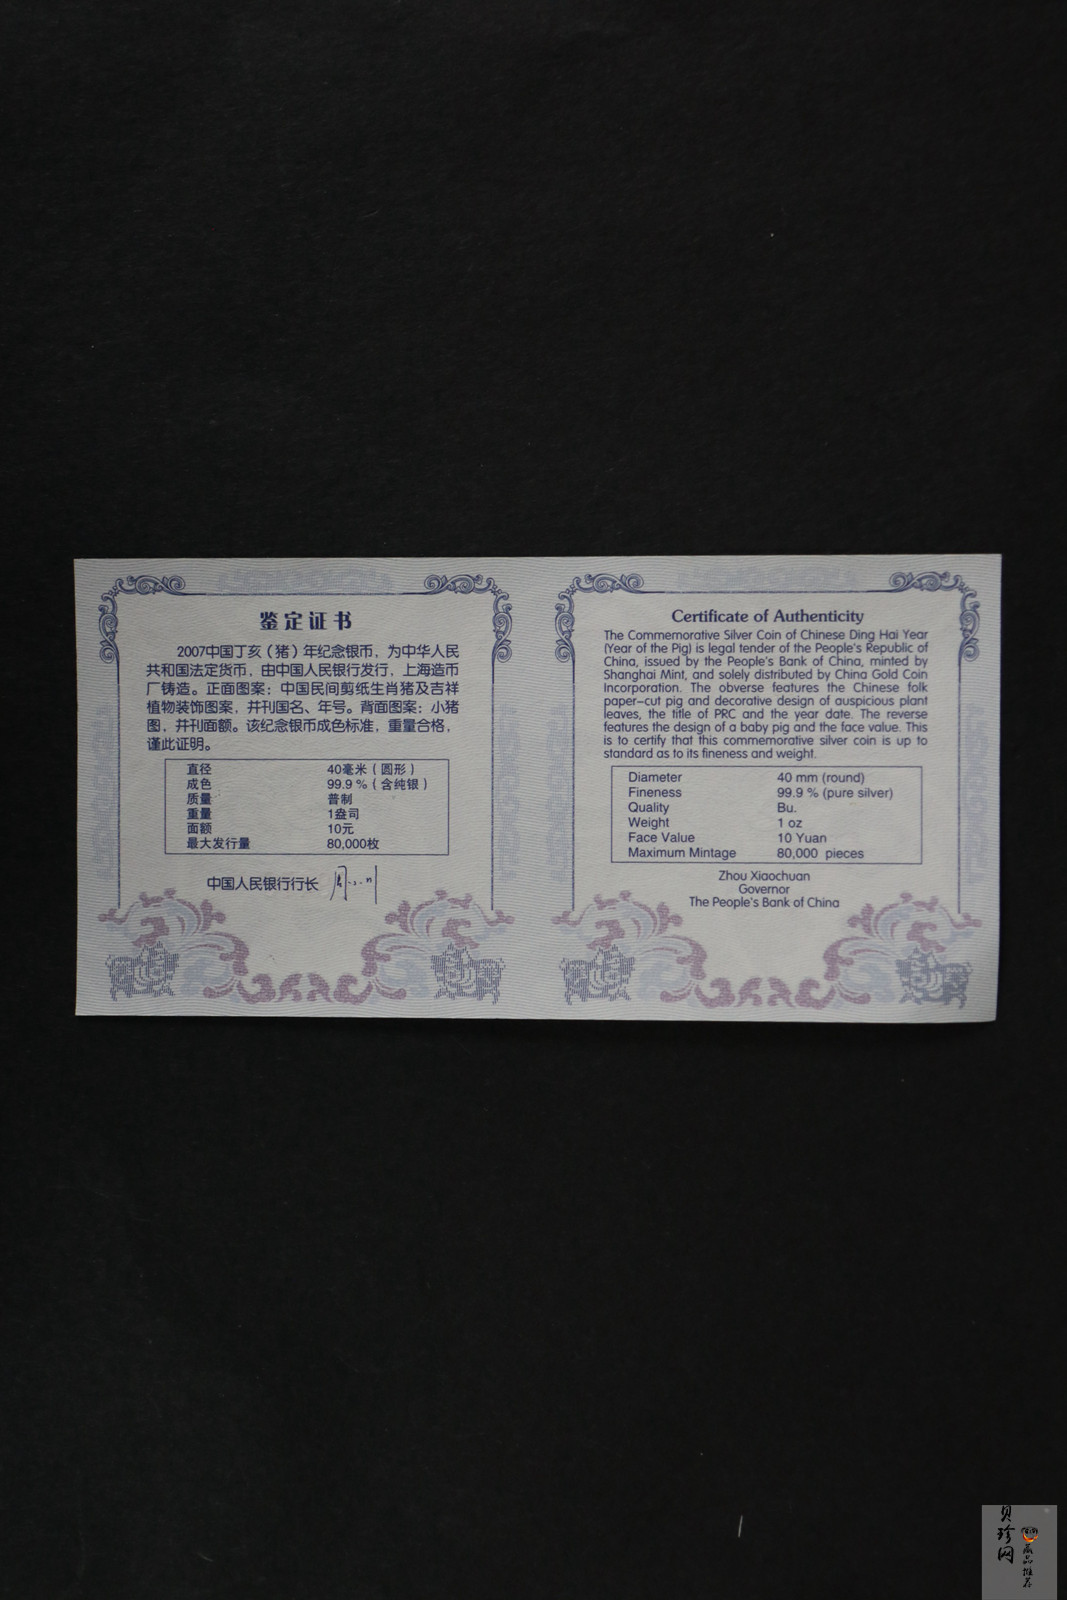 鉴定证书
2007中国丁亥（猪）年纪念银币，为中华人民
共和国法定货币，由中国人民银行发行，上海造币
厂铸造。正面图案：中国民间剪纸生肖猪及吉祥
植物装饰图案，并刊国名、年号。背面图案：小猪
图，并刊面额。该纪念银币成色标准，重量合格，
谨此证明。
直径 40毫米（圆形）
成色 99.9％（含纯银）
质量 普制
重量 1盎司
面额 10元
最大发行量 80,000枚
中国人民银行行长 周小川
Certificate of Authenticity
The Commemorative Silver Coin of Chinese Ding Hai Year
(Year of the Pig) is legal tender of the People's Republic of
China, issued by the People's Bank of China, minted by
Shanghai Mint, and solely distributed by China Gold Coin
Incorporation. The obverse features the Chinese folk
paper-cut pig and decorative design of auspicious plant
leaves, the title of PRC and the year date. The reverse
features the design of a baby pig and the face value. This
is to certify that this commemorative silver coin is up to
standard as to its fineness and weight.
Diameter 40 mm (round)
Fineness 99.9 % (pure silver)
Quality Bu.
Weight 1 oz
Face Value 10 Yuan
Maximum Mintage 80,000 pieces
Zhou Xiaochuan
Governor
The People's Bank of China
贝珍网
藏品推荐